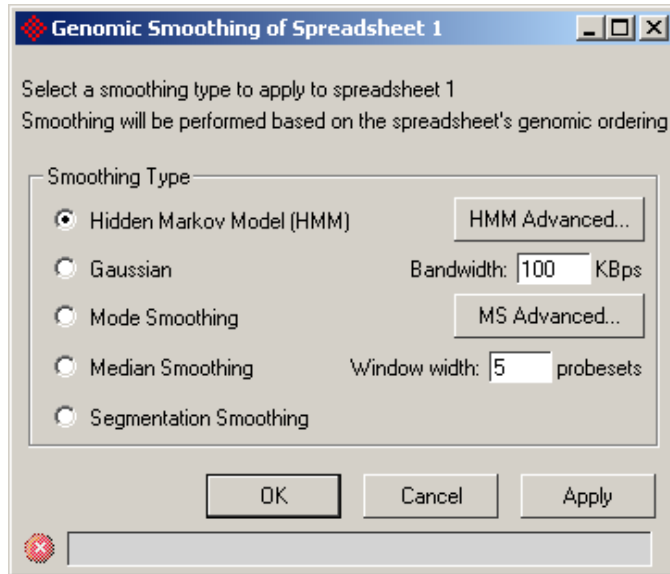 Genomic Smoothing of Spreadsheet 1
Select a smoothing type to apply to spreadsheet 1
Smoothing will be performed based on the spreadsheet's genomic ordering
Smoothing Type
Hidden Markov Model (HMM) HMM Advanced...
Gaussian Bandwidth: 100 KBps
Mode Smoothing MS Advanced...
Median Smoothing Window width: 5 probesets
Segmentation Smoothing
OK Cancel Apply